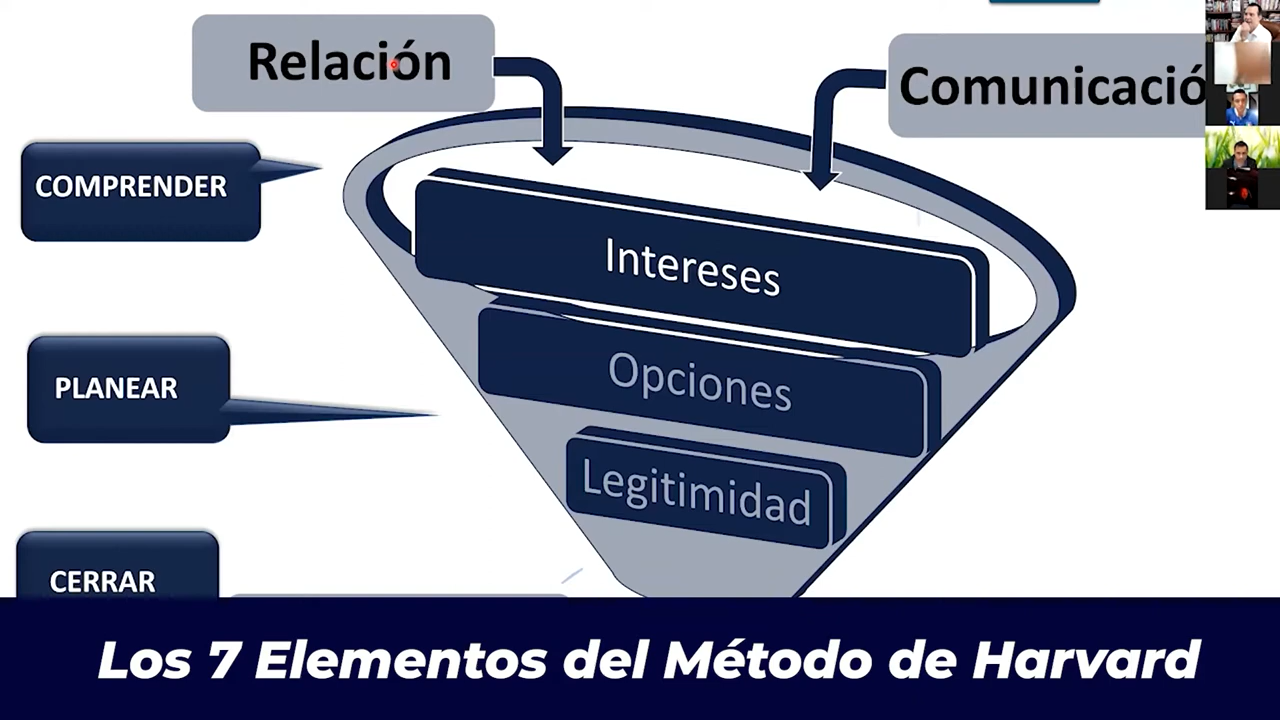 Relación
Comunicació
COMPRENDER
Intereses
PLANEAR
Opciones
Legitimidad
CERRAR
Los 7 Elementos del Método de Harvard